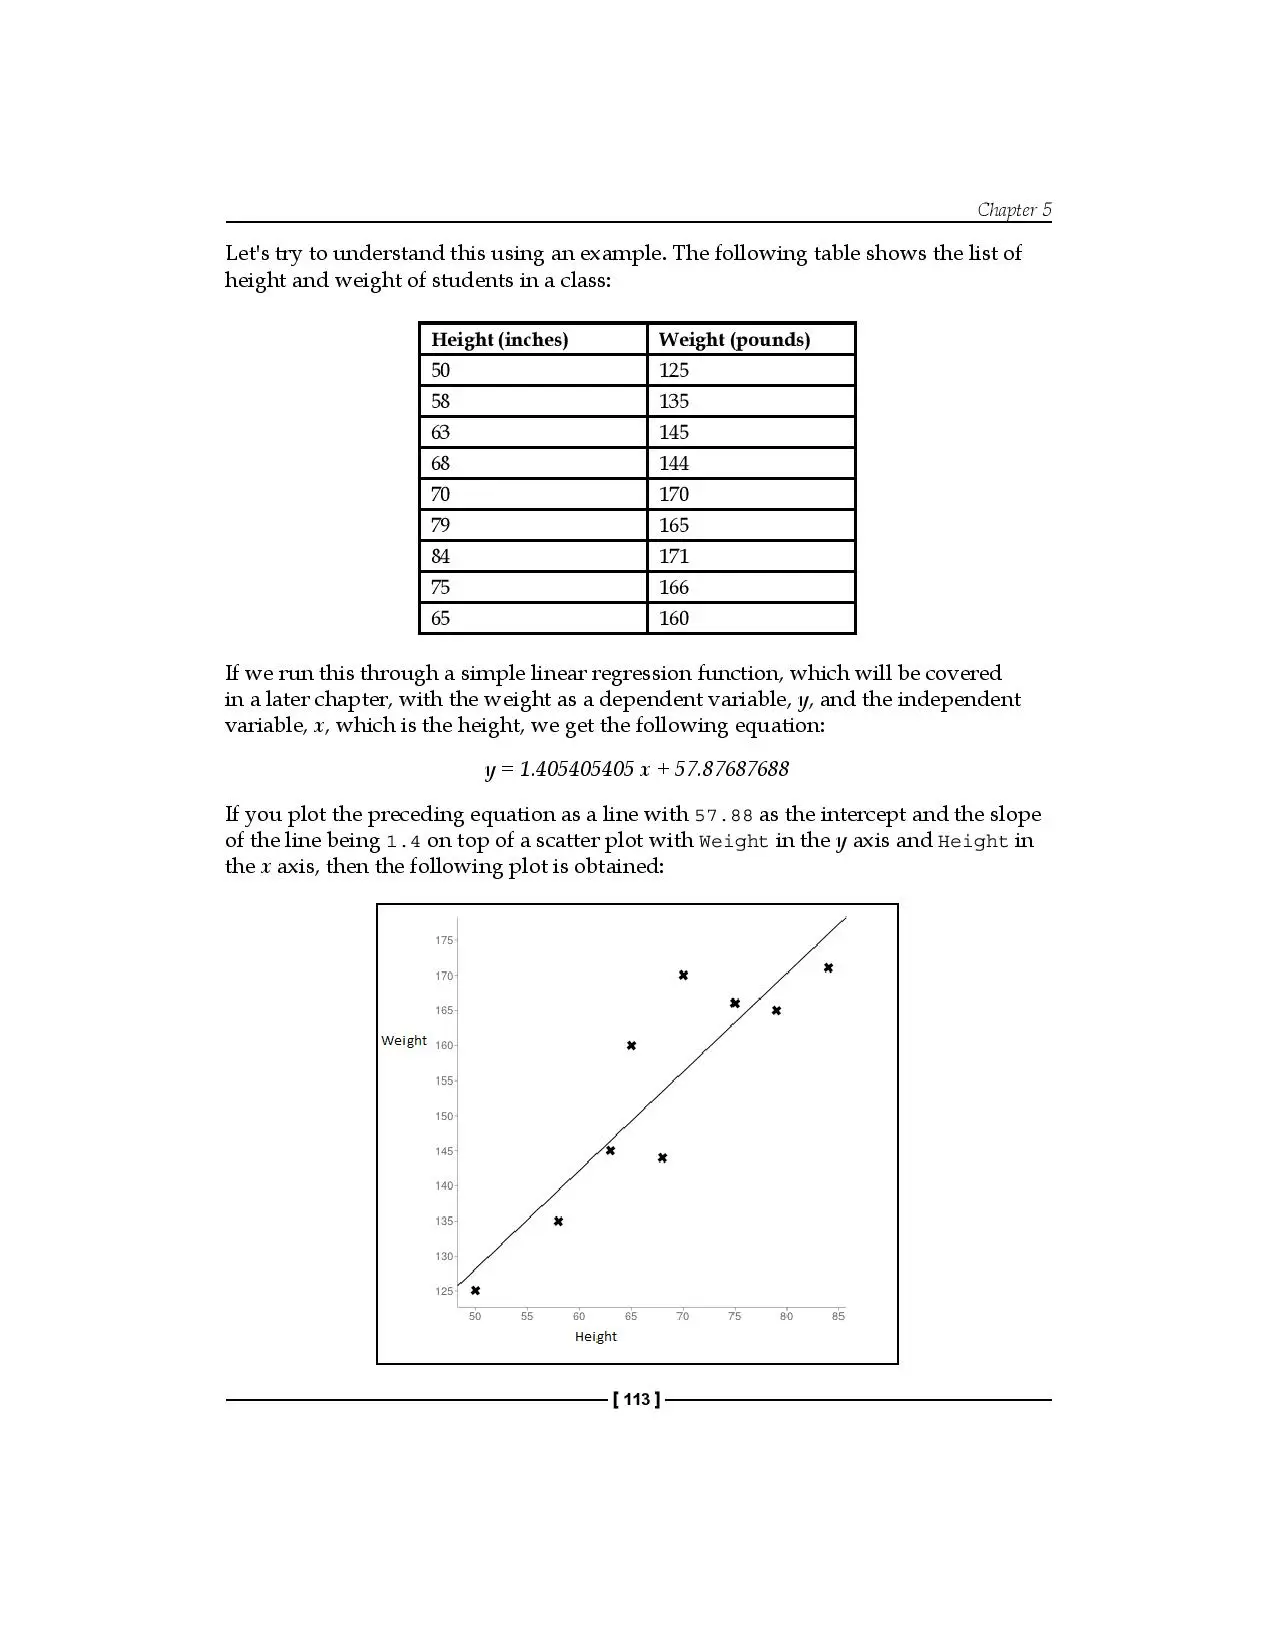 Chapter 5
Let's try to understand this using an example. The following table shows the list of
height and weight of students in a class:
Height (inches) Weight (pounds)
50 125
58 135
63 145
68 144
70 170
79 165
84 171
75 166
65 160
If we run this through a simple linear regression function, which will be covered
in a later chapter, with the weight as a dependent variable, y, and the independent
variable, x, which is the height, we get the following equation:
y = 1.405405405 x + 57.87687688
If you plot the preceding equation as a line with 57.88 as the intercept and the slope
of the line being 1.4 on top of a scatter plot with Weight in the y axis and Height in
the x axis, then the following plot is obtained:
175
170
165
Weight 160
155
150
145
140
135
130
125
50 55 60 65 70 75 80 85
Height
[ 113 ]